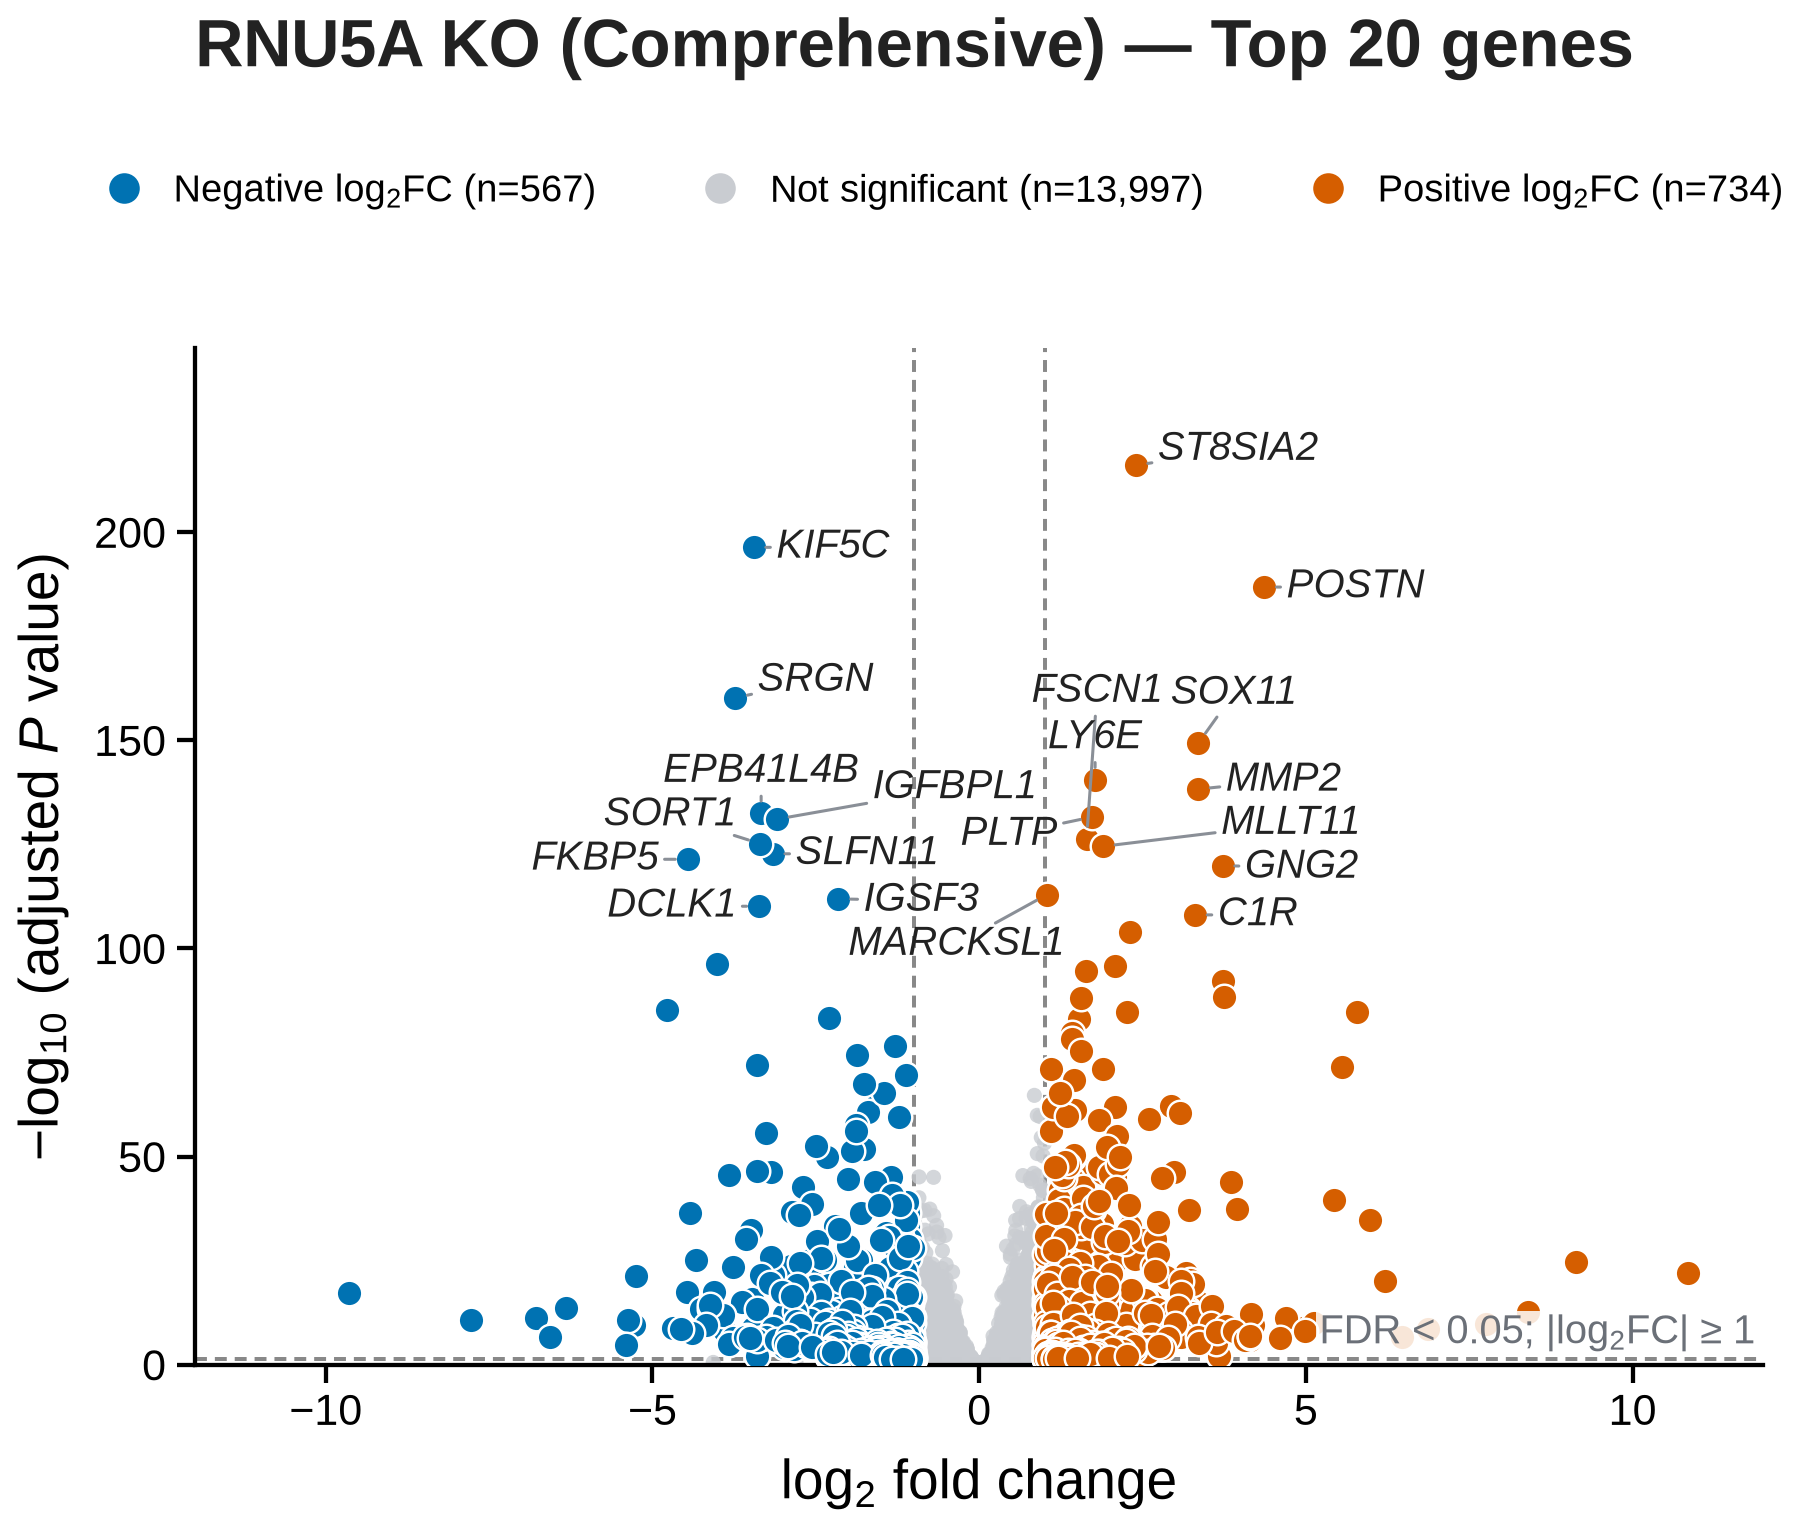 RNU5A KO (Comprehensive) — Top 20 genes
Negative log₂FC (n=567) Not significant (n=13,997) Positive log₂FC (n=734)
ST8SIA2
KIF5C
POSTN
SRGN
FSCN1 SOX11
LY6E
EPB41L4B
IGFBPL1
MMP2
SORT1
PLTP
MLLT11
FKBP5
SLFN11
GNG2
DCLK1
IGSF3
C1R
MARCKSL1
200
150
100
50
0
−log₁₀ (adjusted P value)
FDR < 0.05; |log₂FC| ≥ 1
−10 −5 0 5 10
log₂ fold change